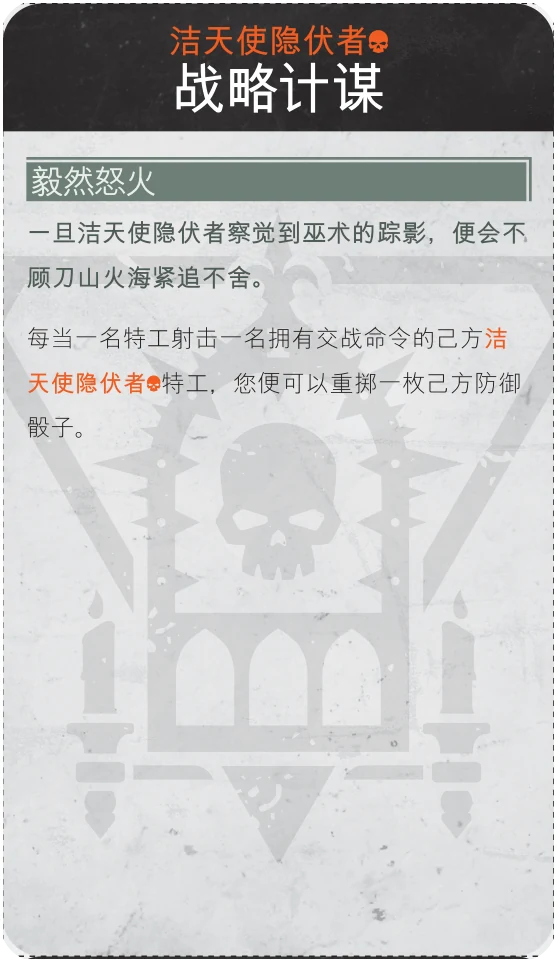 洁天使隐伏者
战略计谋
毅然怒火
一旦洁天使隐伏者察觉到巫术的踪影，便会不
顾刀山火海紧追不舍。
每当一名特工射击一名拥有交战命令的己方洁
天使隐伏者特工，您便可以重掷一枚己方防御
骰子。